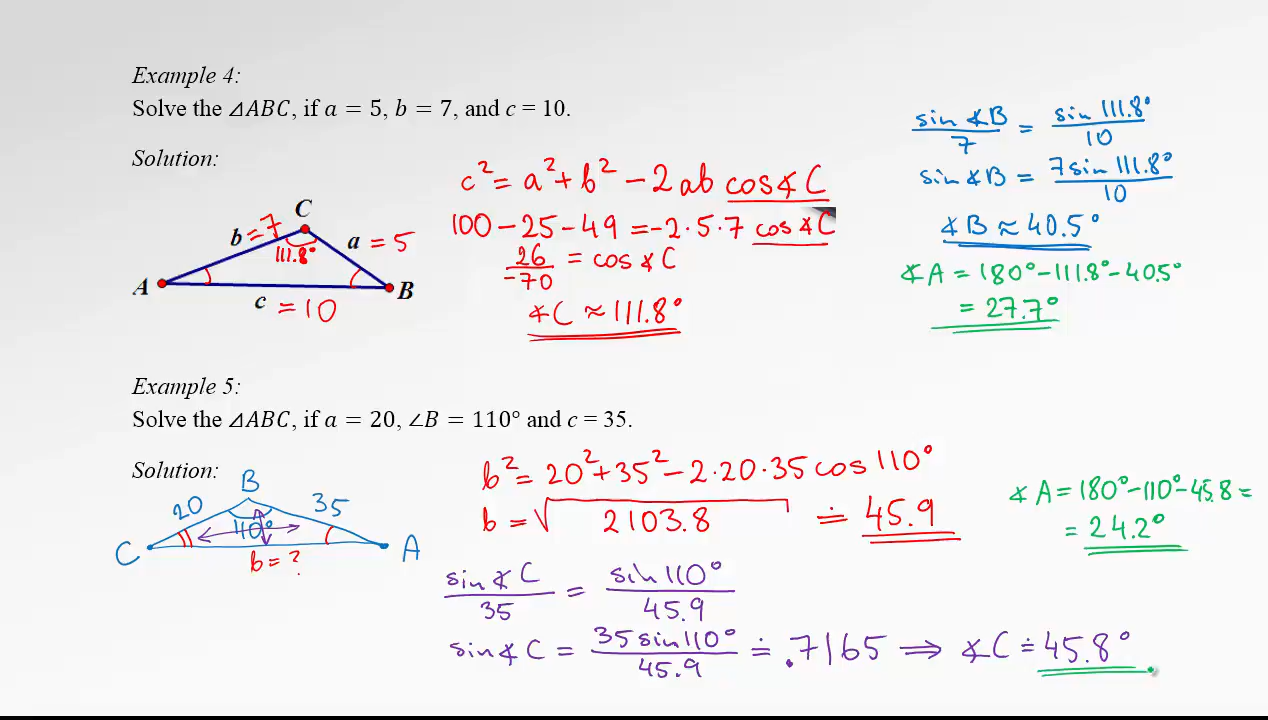 Example 4:
Solve the ⊿ABC, if a = 5, b = 7, and c = 10.
Solution:
C
b = 7
a = 5
111.8°
A
B
c = 10
c² = a² + b² − 2ab cos∡C
100 − 25 − 49 = −2·5·7 cos∡C
26/−70 = cos∡C
∡C ≈ 111.8°
sin∡B/7 = sin 111.8°/10
sin∡B = 7sin 111.8°/10
∡B ≈ 40.5°
∡A = 180° − 111.8° − 40.5°
= 27.7°
Example 5:
Solve the ⊿ABC, if a = 20, ∠B = 110° and c = 35.
Solution:
B
20
35
110°
C
A
b = ?
b² = 20² + 35² − 2·20·35 cos 110°
b = √2103.8 ≐ 45.9
sin∡C/35 = sin 110°/45.9
sin∡C = 35 sin 110°/45.9 ≐ .7165 ⟹ ∡C ≐ 45.8°
∡A = 180° − 110° − 45.8 =
= 24.2°